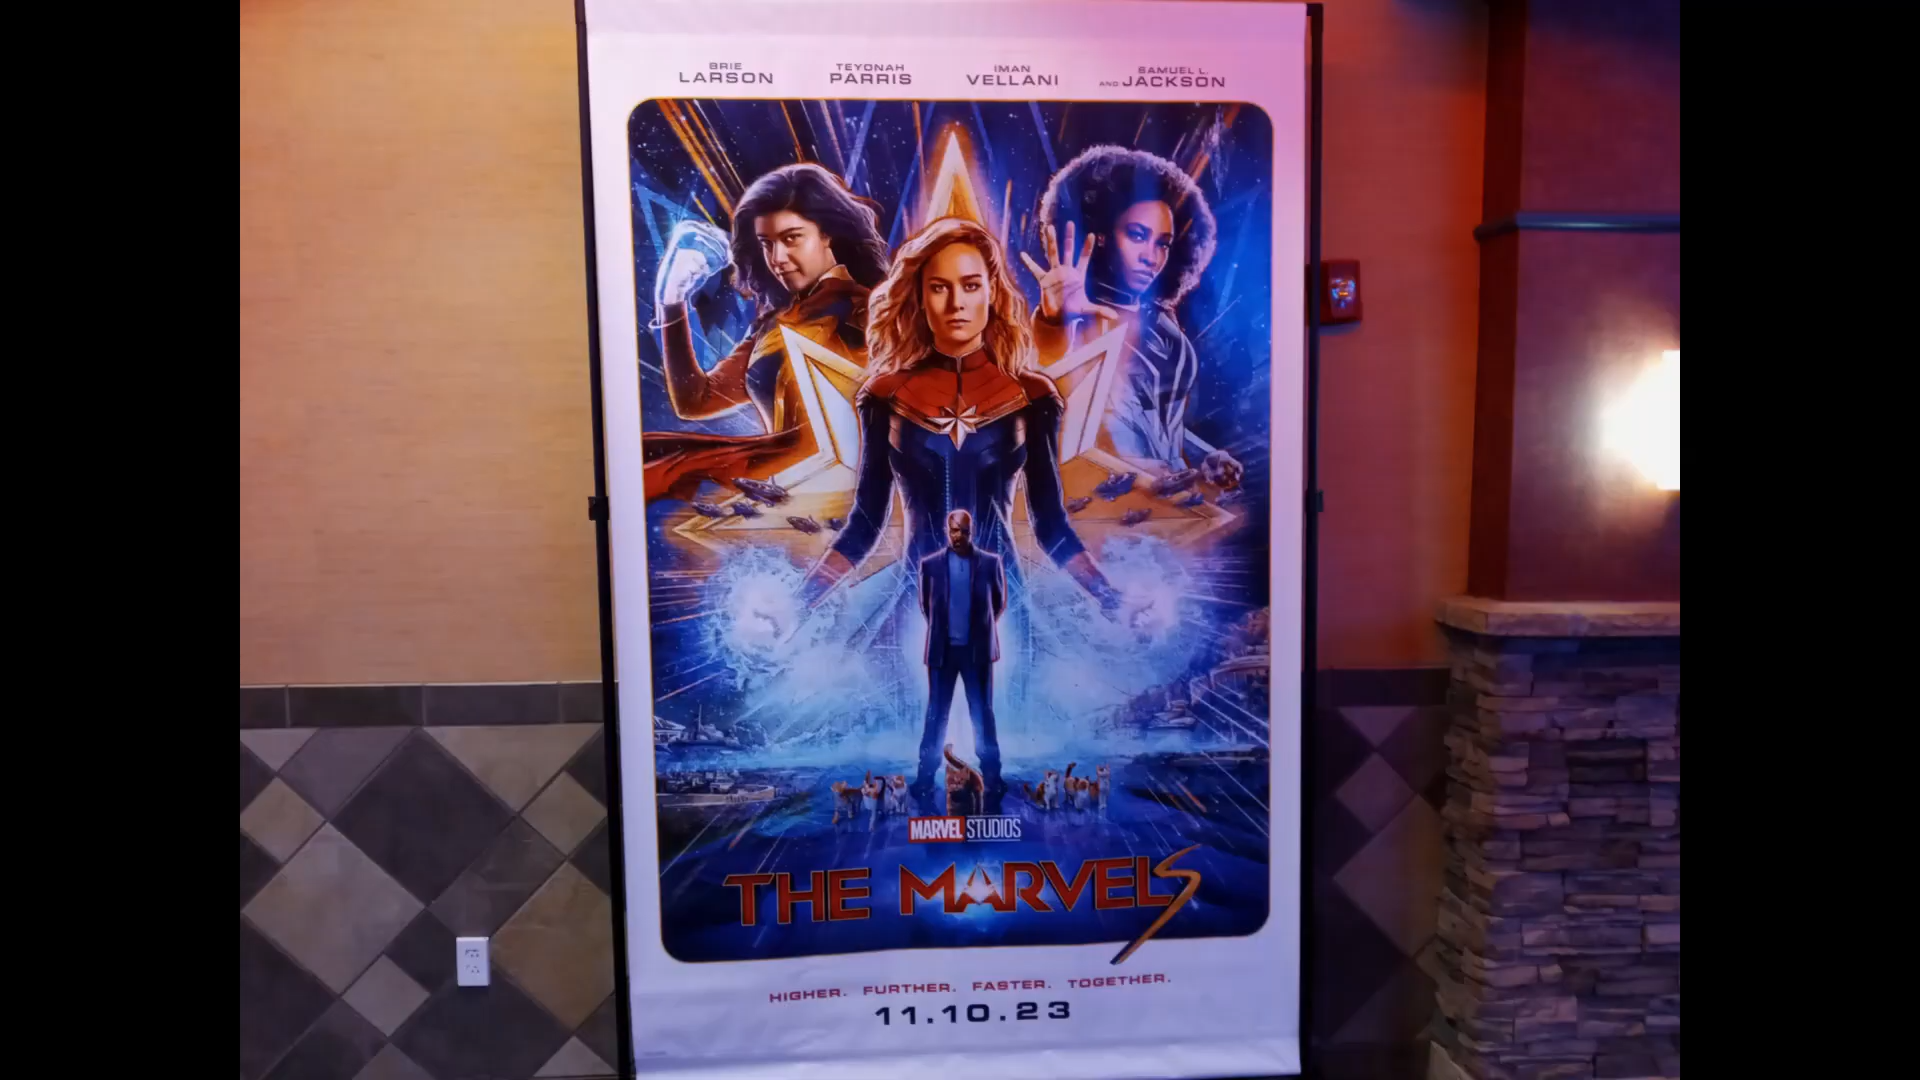 BRIE
LARSON
TEYONAH
PARRIS
IMAN
VELLANI
SAMUEL L.
AND JACKSON
MARVEL STUDIOS
THE MARVELS
HIGHER. FURTHER. FASTER. TOGETHER.
11.10.23